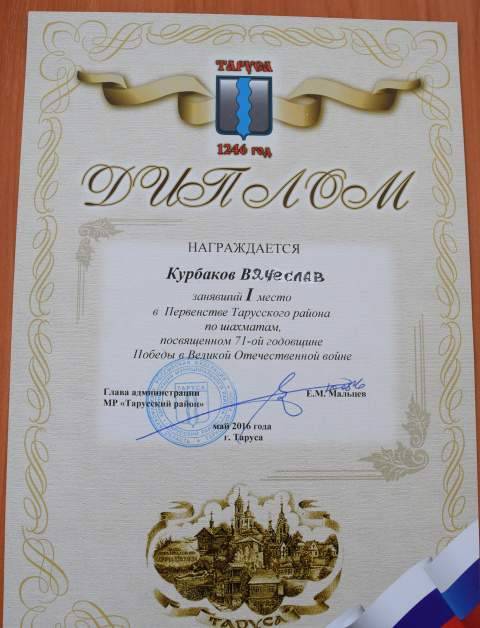 ТАРУСА
1246 год
ДИПЛОМ
НАГРАЖДАЕТСЯ
Курбаков Вячеслав
занявший I место
в Первенстве Тарусского района
по шахматам,
посвященном 71-ой годовщине
Победы в Великой Отечественной войне
Глава администрации
МР «Тарусский район»
Е.М. Мальцев
ТАРУСА
май 2016 года
г. Таруса
ТАРУСА